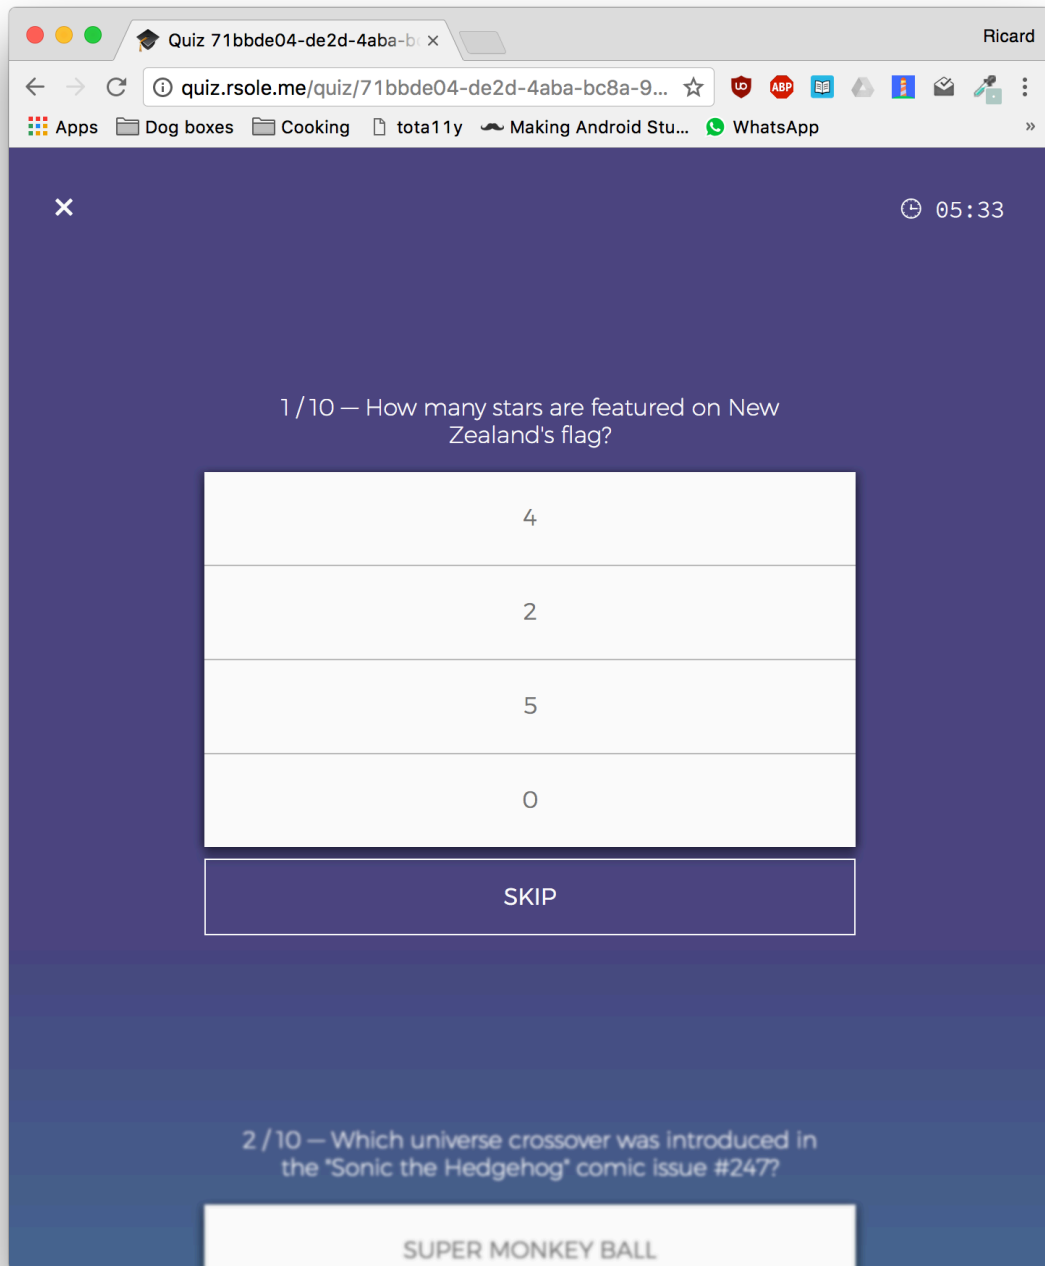 Quiz 71bbde04-de2d-4aba-b
Ricard
quiz.rsole.me/quiz/71bbde04-de2d-4aba-bc8a-9...
UD ABP
Apps Dog boxes Cooking tota11y Making Android Stu... WhatsApp »
05:33
1 / 10 — How many stars are featured on New
Zealand's flag?
4
2
5
0
SKIP
2 / 10 — Which universe crossover was introduced in
the "Sonic the Hedgehog" comic issue #247?
SUPER MONKEY BALL